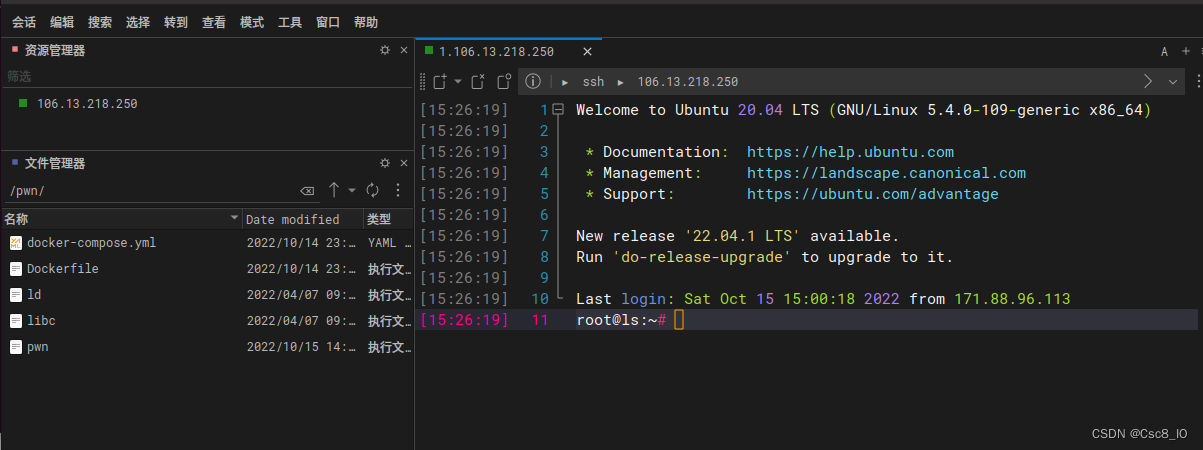 会话 编辑 搜索 选择 转到 查看 模式 工具 窗口 帮助
资源管理器
筛选
106.13.218.250
文件管理器
/pwn/
名称 Date modified 类型
docker-compose.yml 2022/10/14 23:… YAML …
Dockerfile 2022/10/14 23:… 执行文…
ld 2022/04/07 09:… 执行文…
libc 2022/04/07 09:… 执行文…
pwn 2022/10/15 14:… 执行文…
1.106.13.218.250
A
ssh 106.13.218.250
[15:26:19] 1 Welcome to Ubuntu 20.04 LTS (GNU/Linux 5.4.0-109-generic x86_64)
[15:26:19] 2
[15:26:19] 3 * Documentation: https://help.ubuntu.com
[15:26:19] 4 * Management: https://landscape.canonical.com
[15:26:19] 5 * Support: https://ubuntu.com/advantage
[15:26:19] 6
[15:26:19] 7 New release '22.04.1 LTS' available.
[15:26:19] 8 Run 'do-release-upgrade' to upgrade to it.
[15:26:19] 9
[15:26:19] 10 Last login: Sat Oct 15 15:00:18 2022 from 171.88.96.113
[15:26:19] 11 root@ls:~#
CSDN @Csc8_IO